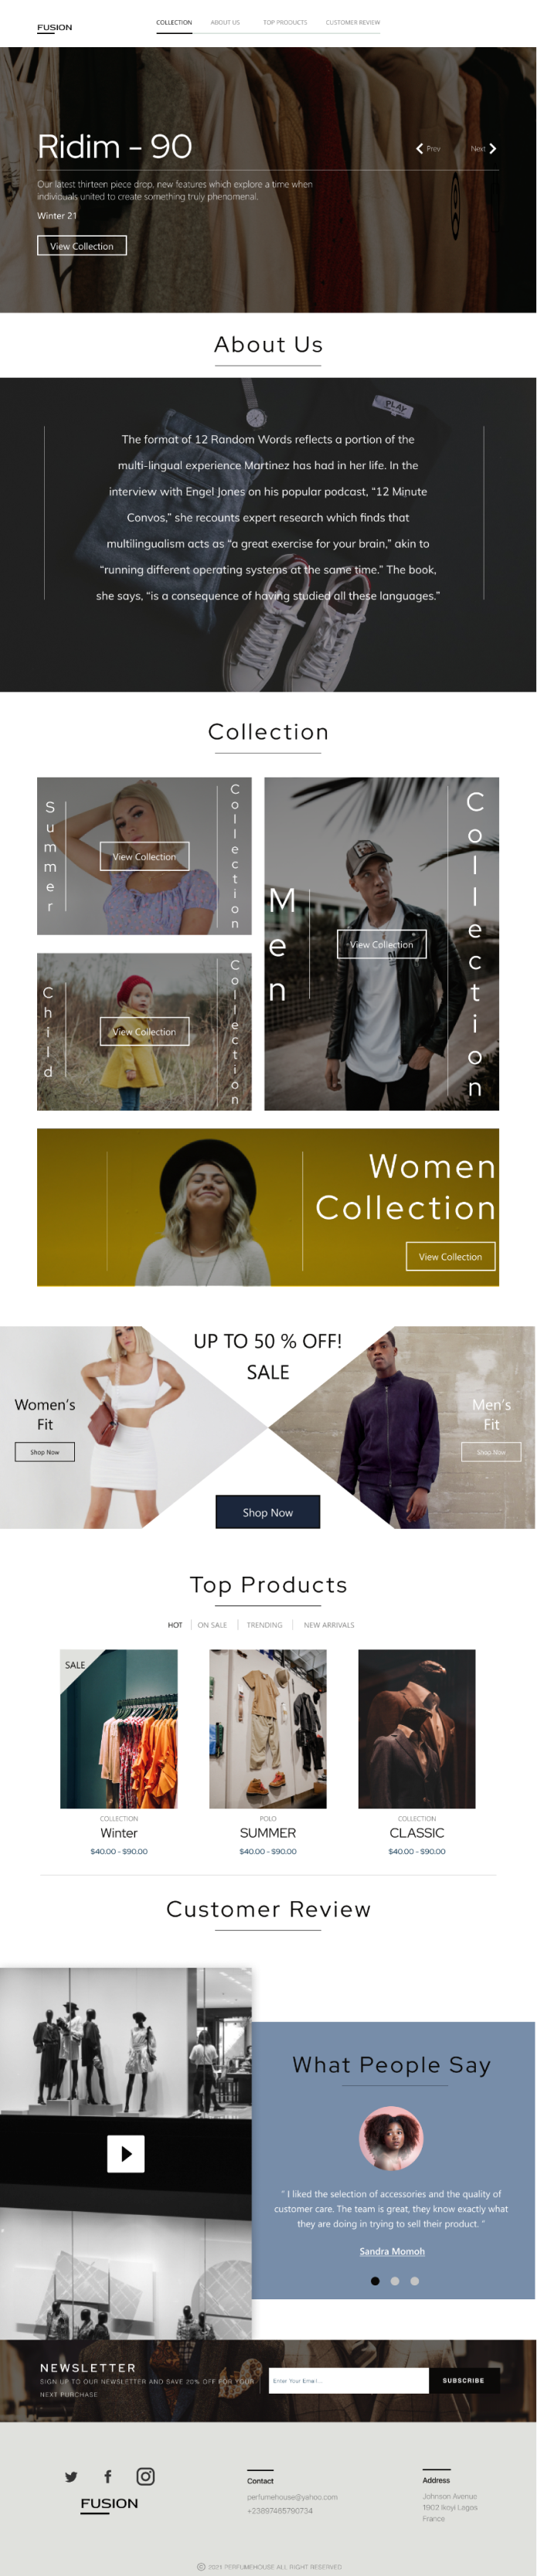 FUSION
COLLECTION
ABOUT US
TOP PRODUCTS
CUSTOMER REVIEW
Ridim - 90
Prev
Next
Our latest thirteen piece drop, new features which explore a time when
individuals united to create something truly phenomenal.
Winter 21
View Collection
About Us
PLAY
The format of 12 Random Words reflects a portion of the
multi-lingual experience Martinez has had in her life. In the
interview with Engel Jones on his popular podcast, “12 Minute
Convos,” she recounts expert research which finds that
multilingualism acts as “a great exercise for your brain,” akin to
“running different operating systems at the same time.” The book,
she says, “is a consequence of having studied all these languages.”
Collection
Summer
View Collection
Collection
Child
View Collection
Collection
Men
View Collection
Collection
Women
Collection
View Collection
UP TO 50 % OFF!
SALE
Women's
Fit
Shop Now
Men's
Fit
Shop Now
Shop Now
Top Products
HOT
ON SALE
TRENDING
NEW ARRIVALS
SALE
COLLECTION
Winter
$40.00 - $90.00
POLO
SUMMER
$40.00 - $90.00
COLLECTION
CLASSIC
$40.00 - $90.00
Customer Review
What People Say
" I liked the selection of accessories and the quality of
customer care. The team is great, they know exactly what
they are doing in trying to sell their product. "
Sandra Momoh
NEWSLETTER
SIGN UP TO OUR NEWSLETTER AND SAVE 20% OFF FOR YOUR
NEXT PURCHASE
Enter Your Email...
SUBSCRIBE
FUSION
Contact
perfumehouse@yahoo.com
+23897465790734
Address
Johnson Avenue
1902 Ikoyi Lagos
France
© 2021 PERFUMEHOUSE ALL RIGHT RESERVED